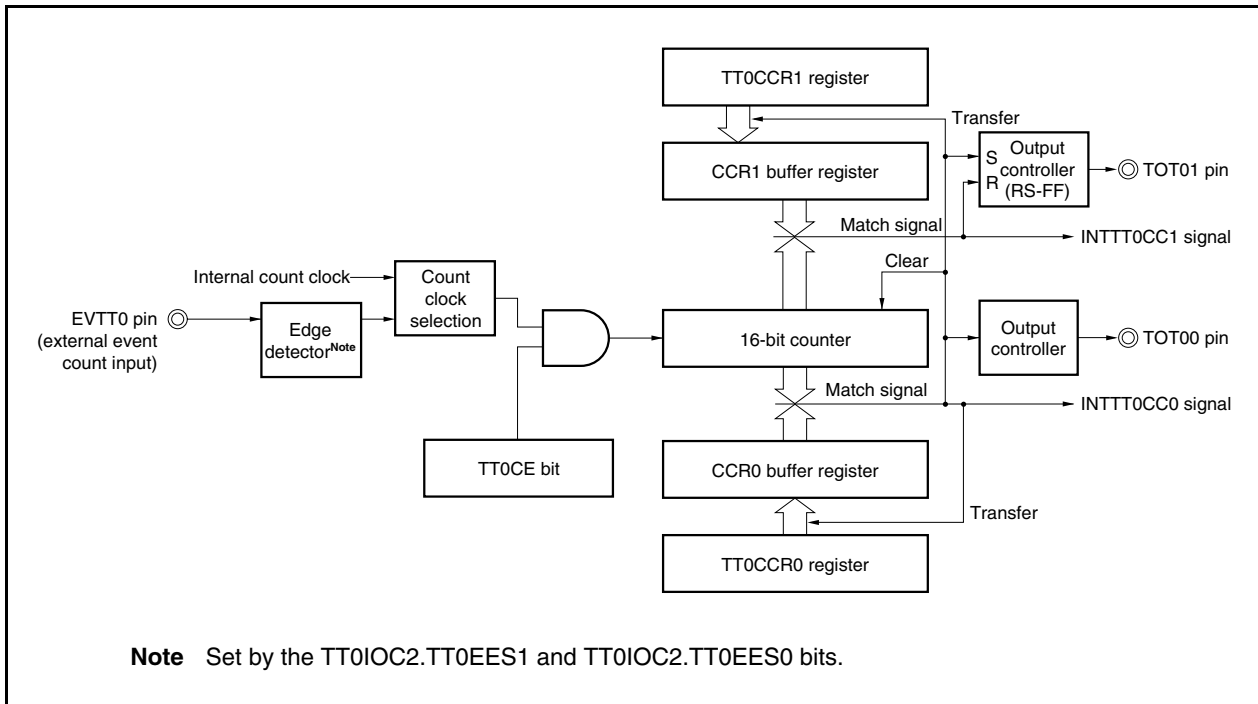 TT0CCR1 register
Transfer
CCR1 buffer register
S
R
Output
controller
(RS-FF)
TOT01 pin
Match signal
INTTT0CC1 signal
Clear
Internal count clock
Count
clock
selection
EVTT0 pin
(external event
count input)
Edge
detectorNote
16-bit counter
Output
controller
TOT00 pin
Match signal
INTTT0CC0 signal
TT0CE bit
CCR0 buffer register
Transfer
TT0CCR0 register
Note Set by the TT0IOC2.TT0EES1 and TT0IOC2.TT0EES0 bits.